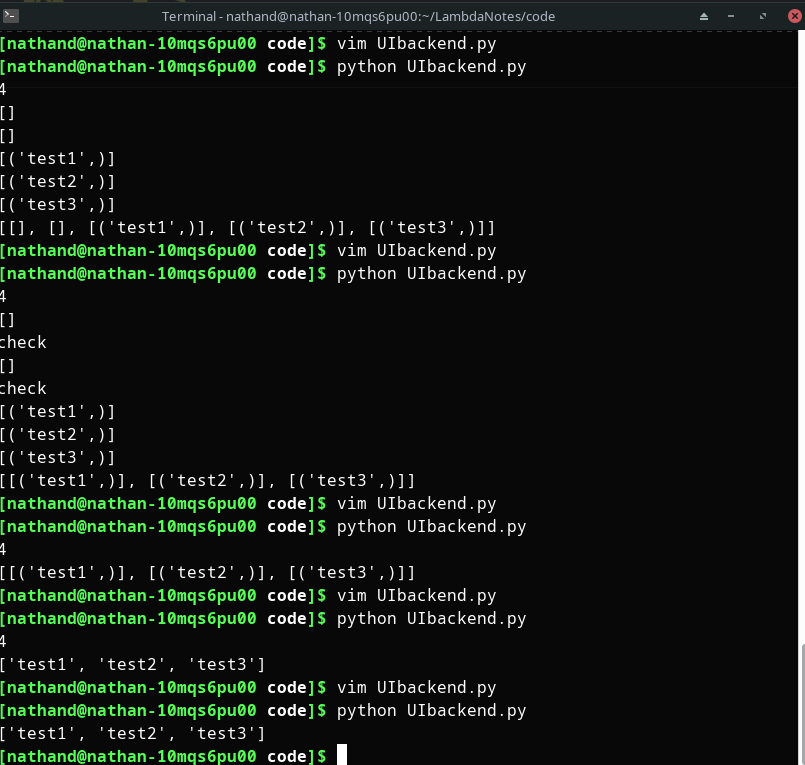 Terminal - nathand@nathan-10mqs6pu00:~/LambdaNotes/code
[nathand@nathan-10mqs6pu00 code]$ vim UIbackend.py
[nathand@nathan-10mqs6pu00 code]$ python UIbackend.py
4
[]
[]
[('test1',)]
[('test2',)]
[('test3',)]
[[], [], [('test1',)], [('test2',)], [('test3',)]]
[nathand@nathan-10mqs6pu00 code]$ vim UIbackend.py
[nathand@nathan-10mqs6pu00 code]$ python UIbackend.py
4
[]
check
[]
check
[('test1',)]
[('test2',)]
[('test3',)]
[[('test1',)], [('test2',)], [('test3',)]]
[nathand@nathan-10mqs6pu00 code]$ vim UIbackend.py
[nathand@nathan-10mqs6pu00 code]$ python UIbackend.py
4
[[('test1',)], [('test2',)], [('test3',)]]
[nathand@nathan-10mqs6pu00 code]$ vim UIbackend.py
[nathand@nathan-10mqs6pu00 code]$ python UIbackend.py
4
['test1', 'test2', 'test3']
[nathand@nathan-10mqs6pu00 code]$ vim UIbackend.py
[nathand@nathan-10mqs6pu00 code]$ python UIbackend.py
['test1', 'test2', 'test3']
[nathand@nathan-10mqs6pu00 code]$